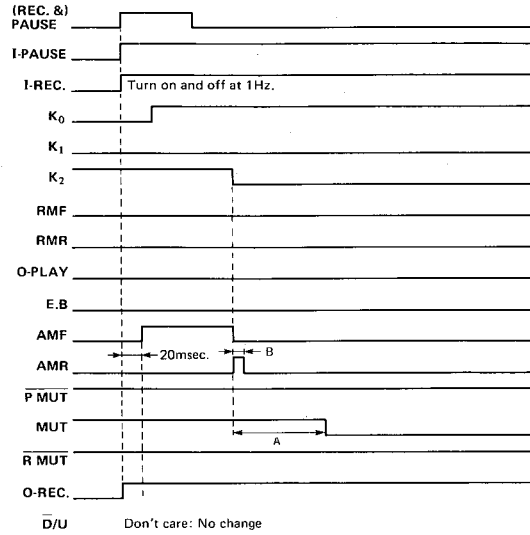 (REC. &)
PAUSE
I-PAUSE
I-REC. Turn on and off at 1Hz.
K₀
K₁
K₂
RMF
RMR
O-PLAY
E.B
AMF
20msec. B
AMR
P MUT
MUT
A
R MUT
O-REC.
D̅/U Don't care: No change